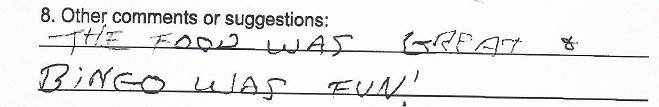 8. Other comments or suggestions:
THE FOOD WAS GREAT &
BiNGO WAS FUN!